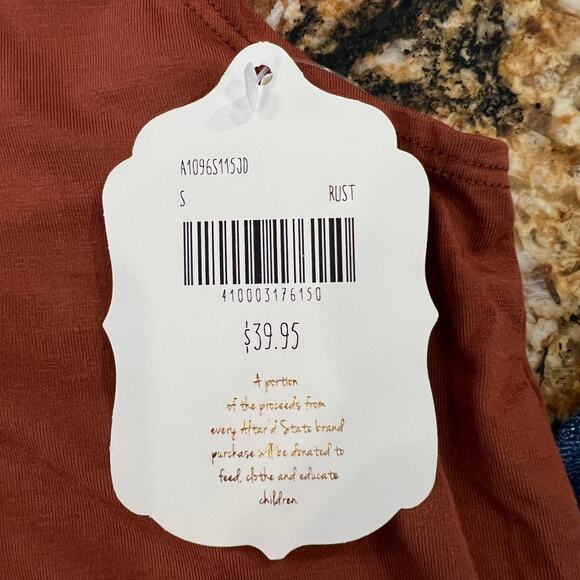 A1096S115JD
S RUST
410003176150
$39.95
A portion
of the proceeds from
every Altar'd State brand
purchase will be donated to
feed, clothe and educate
children